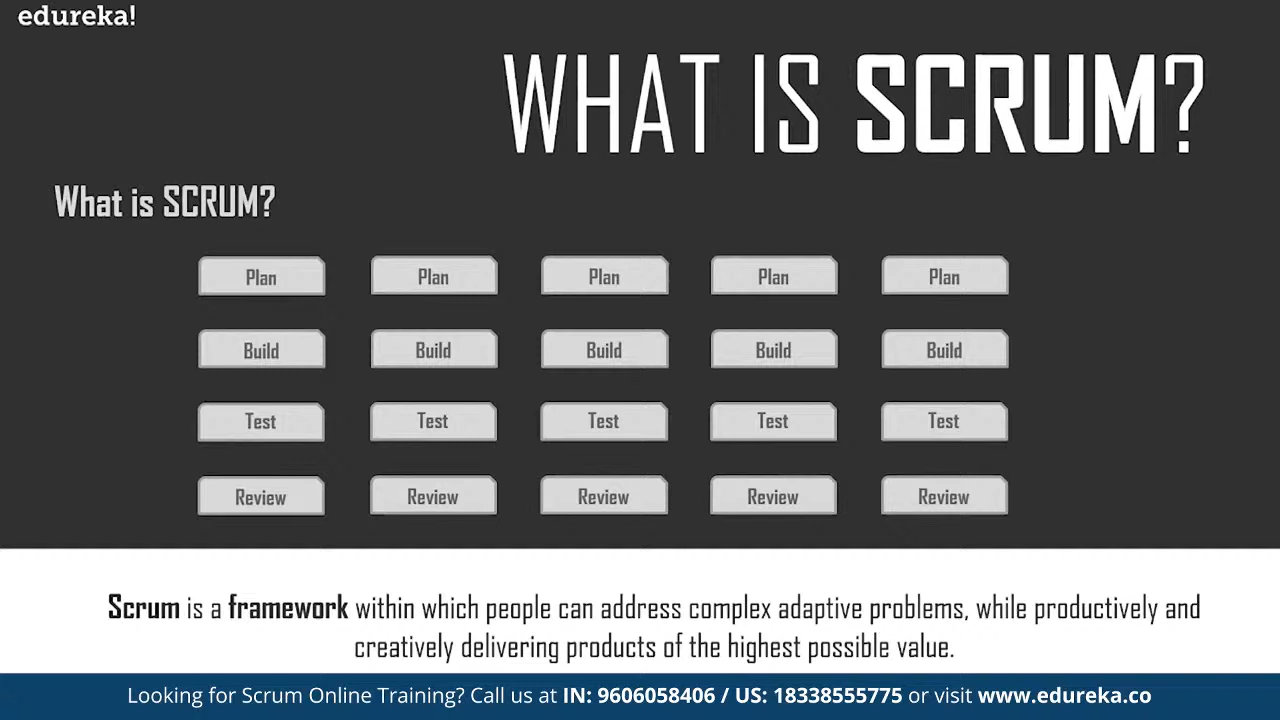 edureka!
WHAT IS SCRUM?
What is SCRUM?
Plan Plan Plan Plan Plan
Build Build Build Build Build
Test Test Test Test Test
Review Review Review Review Review
Scrum is a framework within which people can address complex adaptive problems, while productively and
creatively delivering products of the highest possible value.
Looking for Scrum Online Training? Call us at IN: 9606058406 / US: 18338555775 or visit www.edureka.co